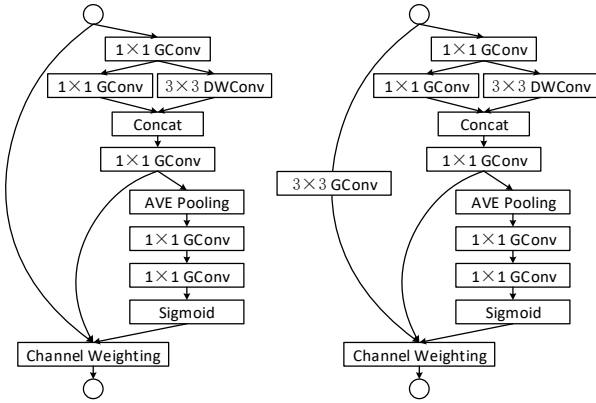 1×1 GConv
1×1 GConv
3×3 DWConv
Concat
1×1 GConv
AVE Pooling
1×1 GConv
1×1 GConv
Sigmoid
Channel Weighting
1×1 GConv
1×1 GConv
3×3 DWConv
Concat
1×1 GConv
3×3 GConv
AVE Pooling
1×1 GConv
1×1 GConv
Sigmoid
Channel Weighting